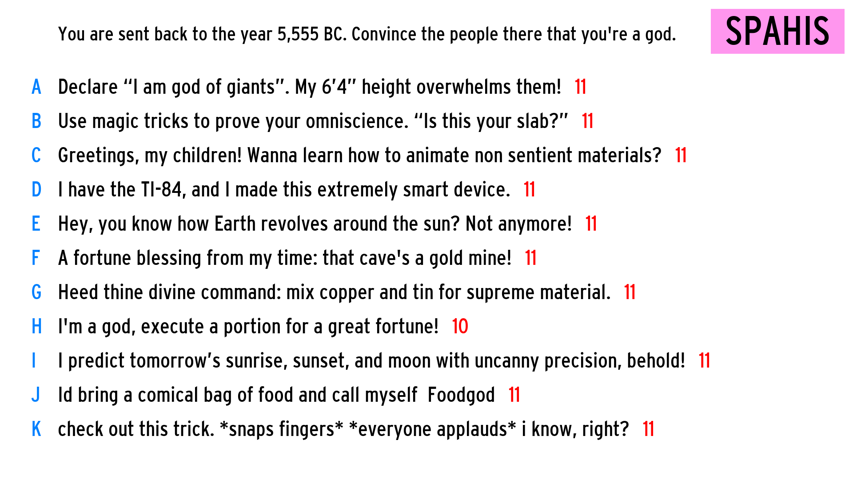 You are sent back to the year 5,555 BC. Convince the people there that you're a god.
SPAHIS
A Declare “I am god of giants”. My 6’4” height overwhelms them! 11
B Use magic tricks to prove your omniscience. “Is this your slab?” 11
C Greetings, my children! Wanna learn how to animate non sentient materials? 11
D I have the TI-84, and I made this extremely smart device. 11
E Hey, you know how Earth revolves around the sun? Not anymore! 11
F A fortune blessing from my time: that cave's a gold mine! 11
G Heed thine divine command: mix copper and tin for supreme material. 11
H I'm a god, execute a portion for a great fortune! 10
I I predict tomorrow’s sunrise, sunset, and moon with uncanny precision, behold! 11
J Id bring a comical bag of food and call myself  Foodgod 11
K check out this trick. *snaps fingers* *everyone applauds* i know, right? 11